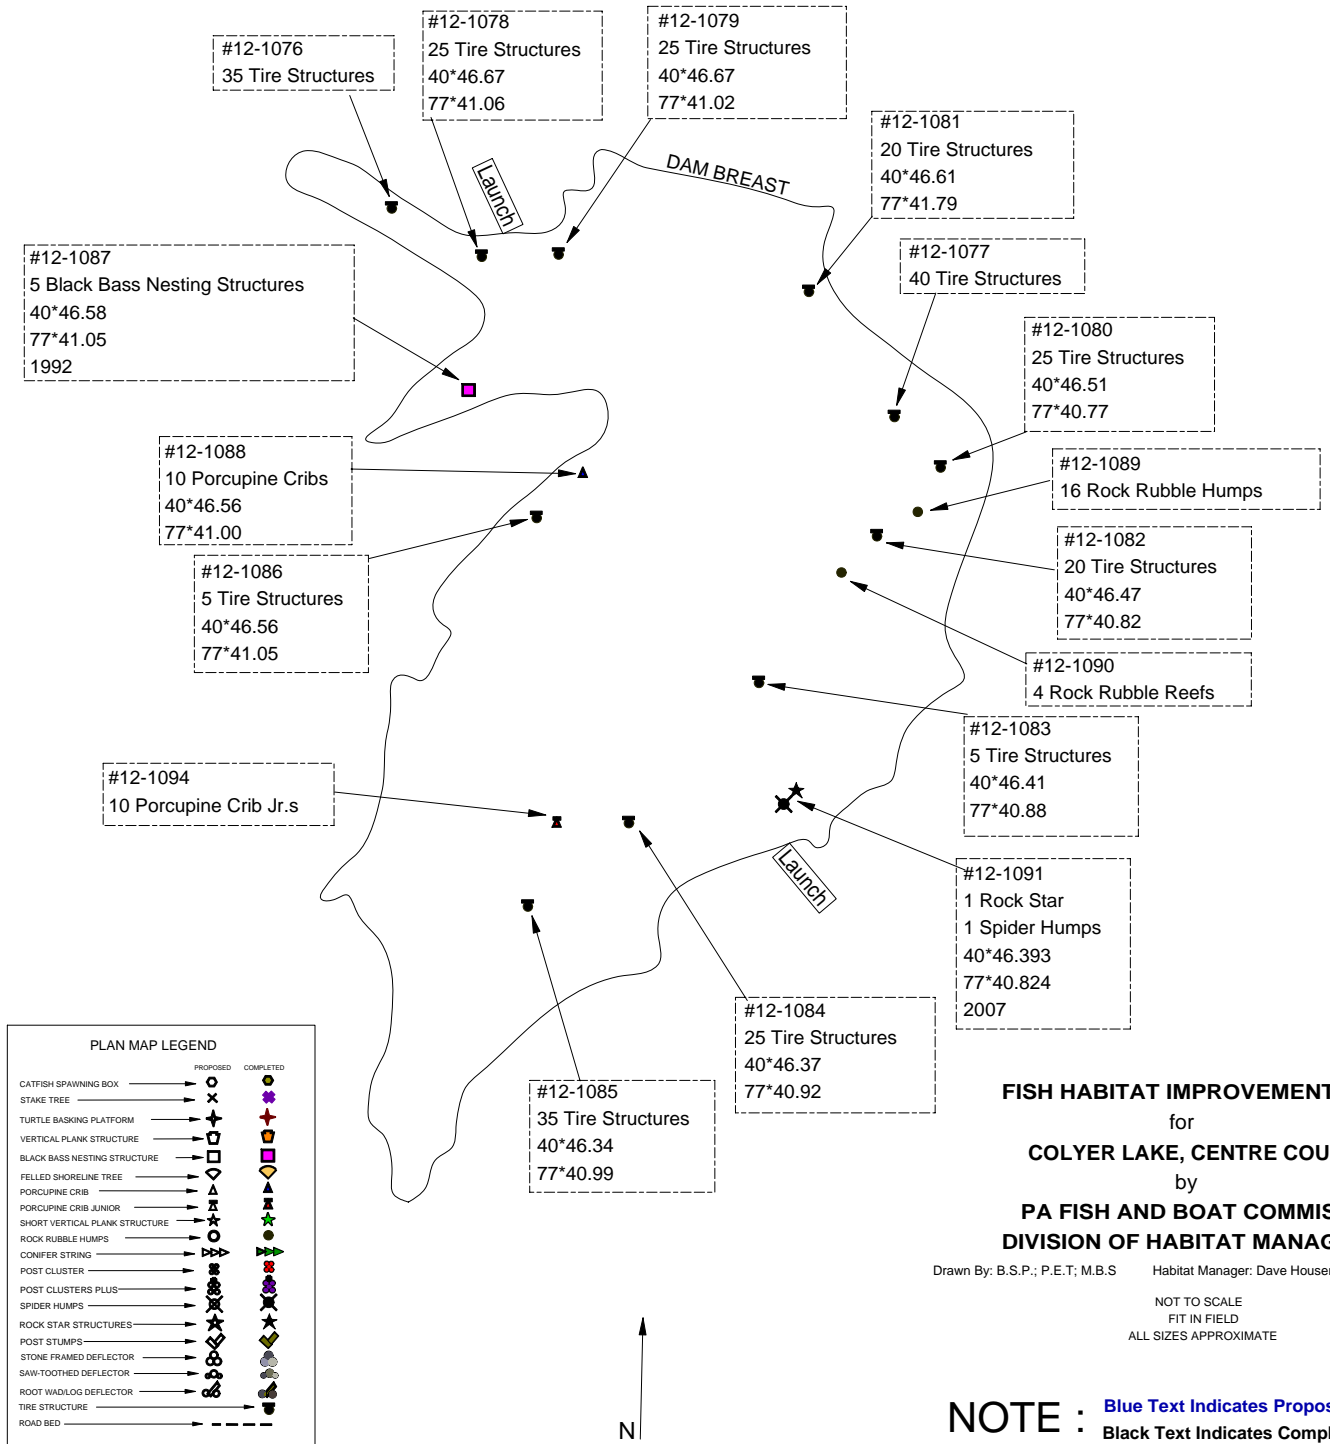 #12-1076
35 Tire Structures
#12-1078
25 Tire Structures
40*46.67
77*41.06
#12-1079
25 Tire Structures
40*46.67
77*41.02
#12-1081
20 Tire Structures
40*46.61
77*41.79
Launch
DAM BREAST
#12-1077
40 Tire Structures
#12-1087
5 Black Bass Nesting Structures
40*46.58
77*41.05
1992
#12-1080
25 Tire Structures
40*46.51
77*40.77
#12-1088
10 Porcupine Cribs
40*46.56
77*41.00
#12-1089
16 Rock Rubble Humps
#12-1086
5 Tire Structures
40*46.56
77*41.05
#12-1082
20 Tire Structures
40*46.47
77*40.82
#12-1090
4 Rock Rubble Reefs
#12-1083
5 Tire Structures
40*46.41
77*40.88
#12-1094
10 Porcupine Crib Jr.s
Launch
#12-1091
1 Rock Star
1 Spider Humps
40*46.393
77*40.824
2007
#12-1084
25 Tire Structures
40*46.37
77*40.92
#12-1085
35 Tire Structures
40*46.34
77*40.99
PLAN MAP LEGEND
PROPOSED COMPLETED
CATFISH SPAWNING BOX
STAKE TREE
TURTLE BASKING PLATFORM
VERTICAL PLANK STRUCTURE
BLACK BASS NESTING STRUCTURE
FELLED SHORELINE TREE
PORCUPINE CRIB
PORCUPINE CRIB JUNIOR
SHORT VERTICAL PLANK STRUCTURE
ROCK RUBBLE HUMPS
CONIFER STRING
POST CLUSTER
POST CLUSTERS PLUS
SPIDER HUMPS
ROCK STAR STRUCTURES
POST STUMPS
STONE FRAMED DEFLECTOR
SAW-TOOTHED DEFLECTOR
ROOT WAD/LOG DEFLECTOR
TIRE STRUCTURE
ROAD BED
N
FISH HABITAT IMPROVEMENT
for
COLYER LAKE, CENTRE COU
by
PA FISH AND BOAT COMMIS
DIVISION OF HABITAT MANAG
Drawn By: B.S.P.; P.E.T; M.B.S Habitat Manager: Dave Houser
NOT TO SCALE
FIT IN FIELD
ALL SIZES APPROXIMATE
NOTE : Blue Text Indicates Propos
Black Text Indicates Compl